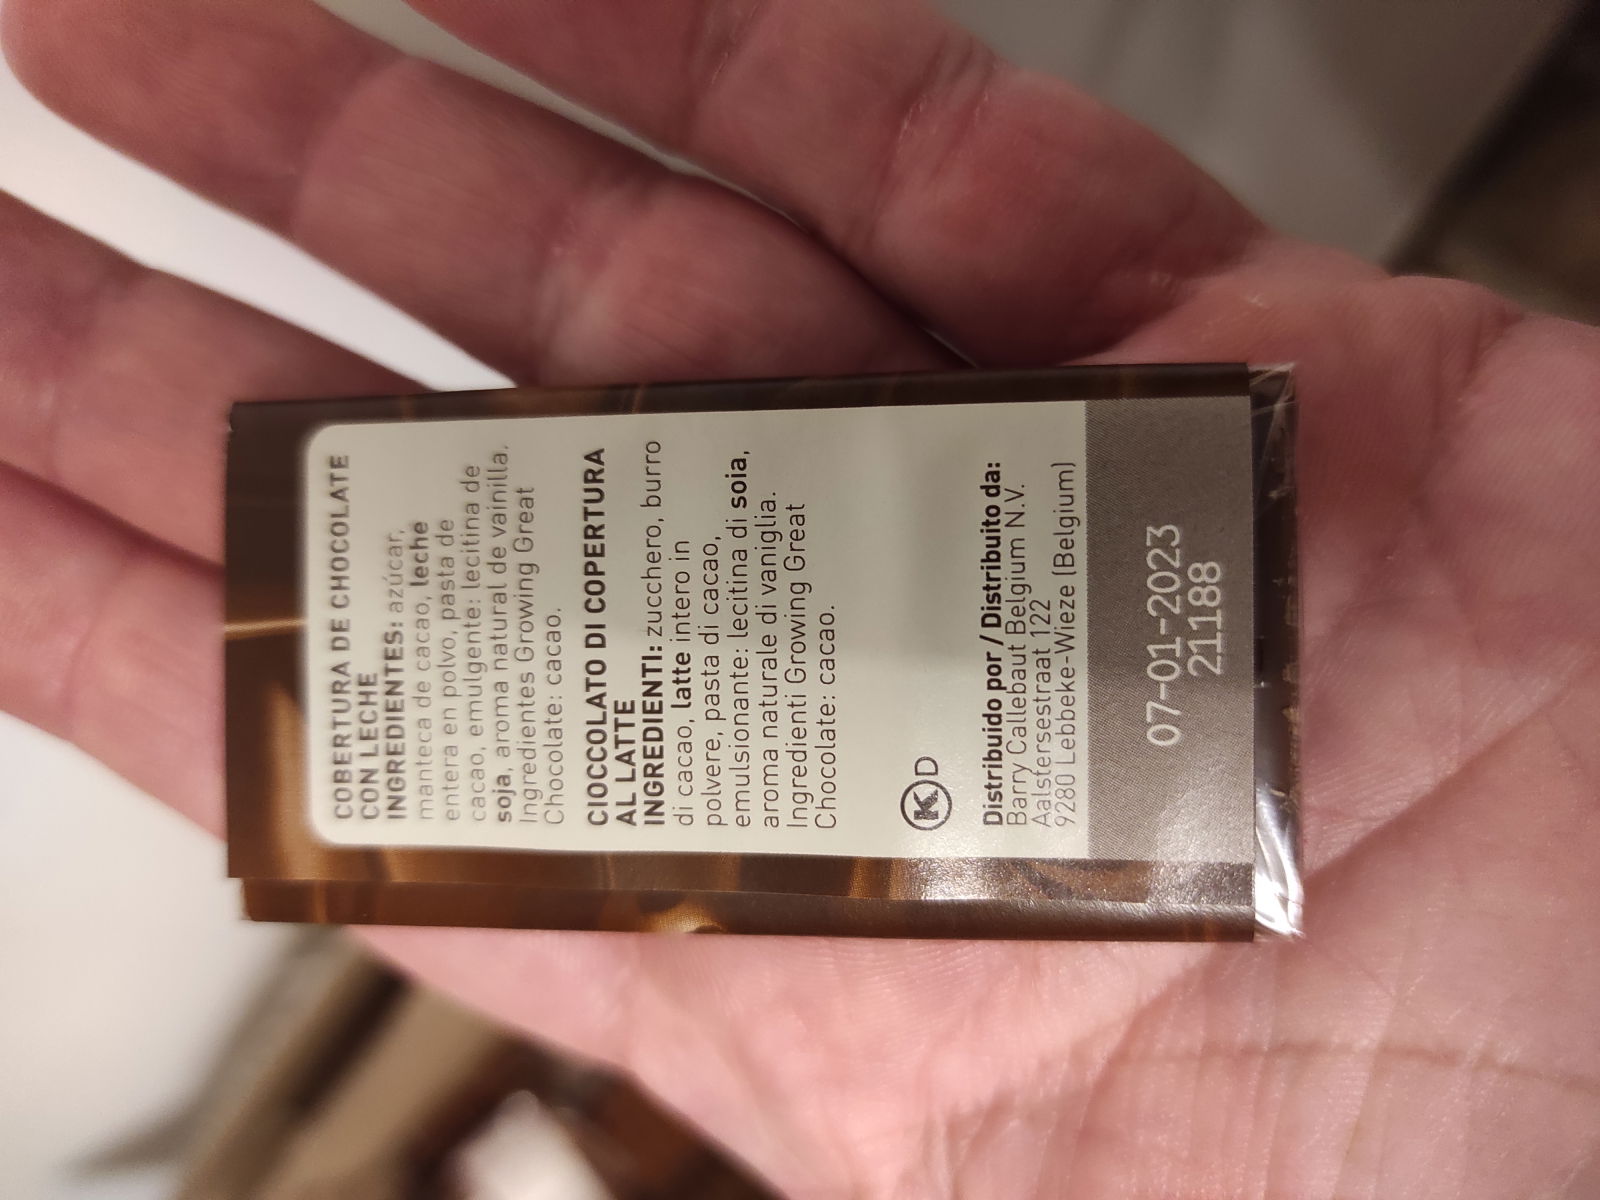 COBERTURA DE CHOCOLATE
CON LECHE
INGREDIENTES: azúcar,
manteca de cacao, leche
entera en polvo, pasta de
cacao, emulgente: lecitina de
soja, aroma natural de vainilla.
Ingredientes Growing Great
Chocolate: cacao.
CIOCCOLATO DI COPERTURA
AL LATTE
INGREDIENTI: zucchero, burro
di cacao, latte intero in
polvere, pasta di cacao,
emulsionante: lecitina di soia,
aroma naturale di vaniglia.
Ingredienti Growing Great
Chocolate: cacao.
K D
Distribuido por / Distribuito da:
Barry Callebaut Belgium N.V.
Aalstersestraat 122
9280 Lebbeke-Wieze (Belgium)
07-01-2023
21188